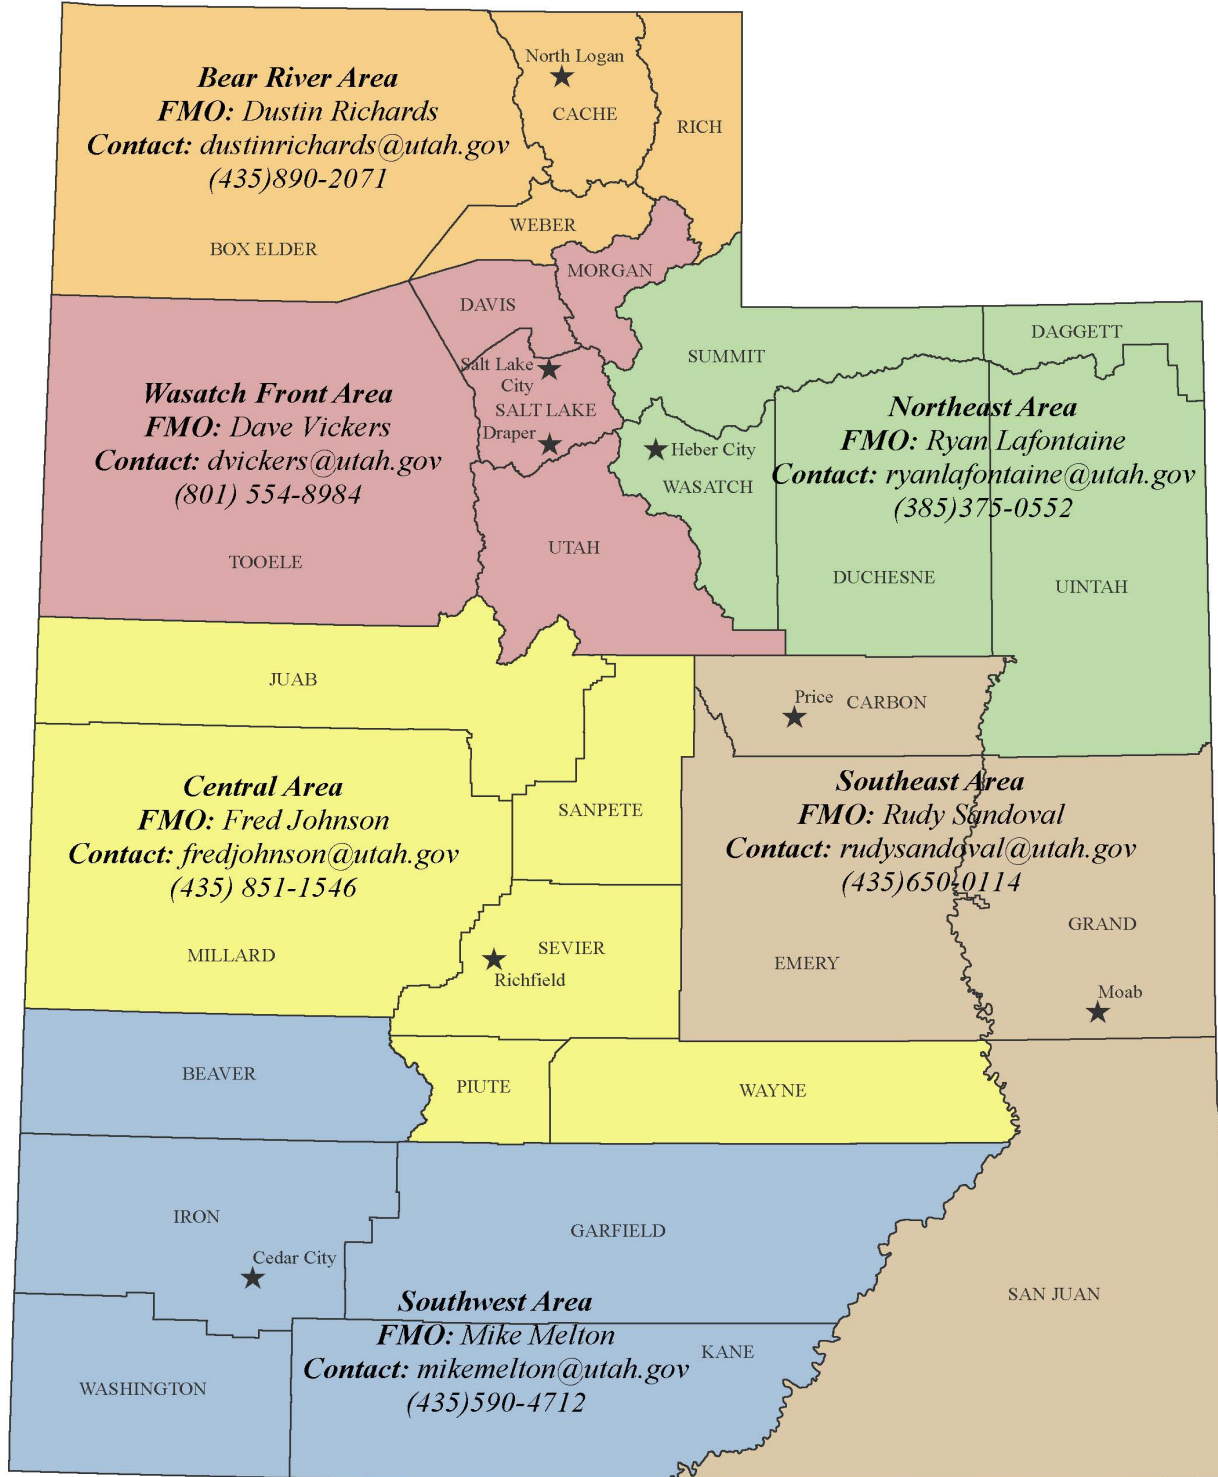 North Logan
Bear River Area
FMO: Dustin Richards
Contact: dustinrichards@utah.gov
(435)890-2071
CACHE
RICH
WEBER
BOX ELDER
MORGAN
DAVIS
DAGGETT
SUMMIT
Salt Lake
City
SALT LAKE
Draper
Wasatch Front Area
FMO: Dave Vickers
Contact: dvickers@utah.gov
(801) 554-8984
Northeast Area
FMO: Ryan Lafontaine
Contact: ryanlafontaine@utah.gov
(385)375-0552
Heber City
WASATCH
UTAH
TOOELE
DUCHESNE
UINTAH
JUAB
Price
CARBON
Central Area
FMO: Fred Johnson
Contact: fredjohnson@utah.gov
(435) 851-1546
SANPETE
Southeast Area
FMO: Rudy Sandoval
Contact: rudysandoval@utah.gov
(435)650-0114
GRAND
MILLARD
SEVIER
Richfield
EMERY
Moab
BEAVER
PIUTE
WAYNE
IRON
GARFIELD
Cedar City
SAN JUAN
Southwest Area
FMO: Mike Melton
Contact: mikemelton@utah.gov
(435)590-4712
KANE
WASHINGTON